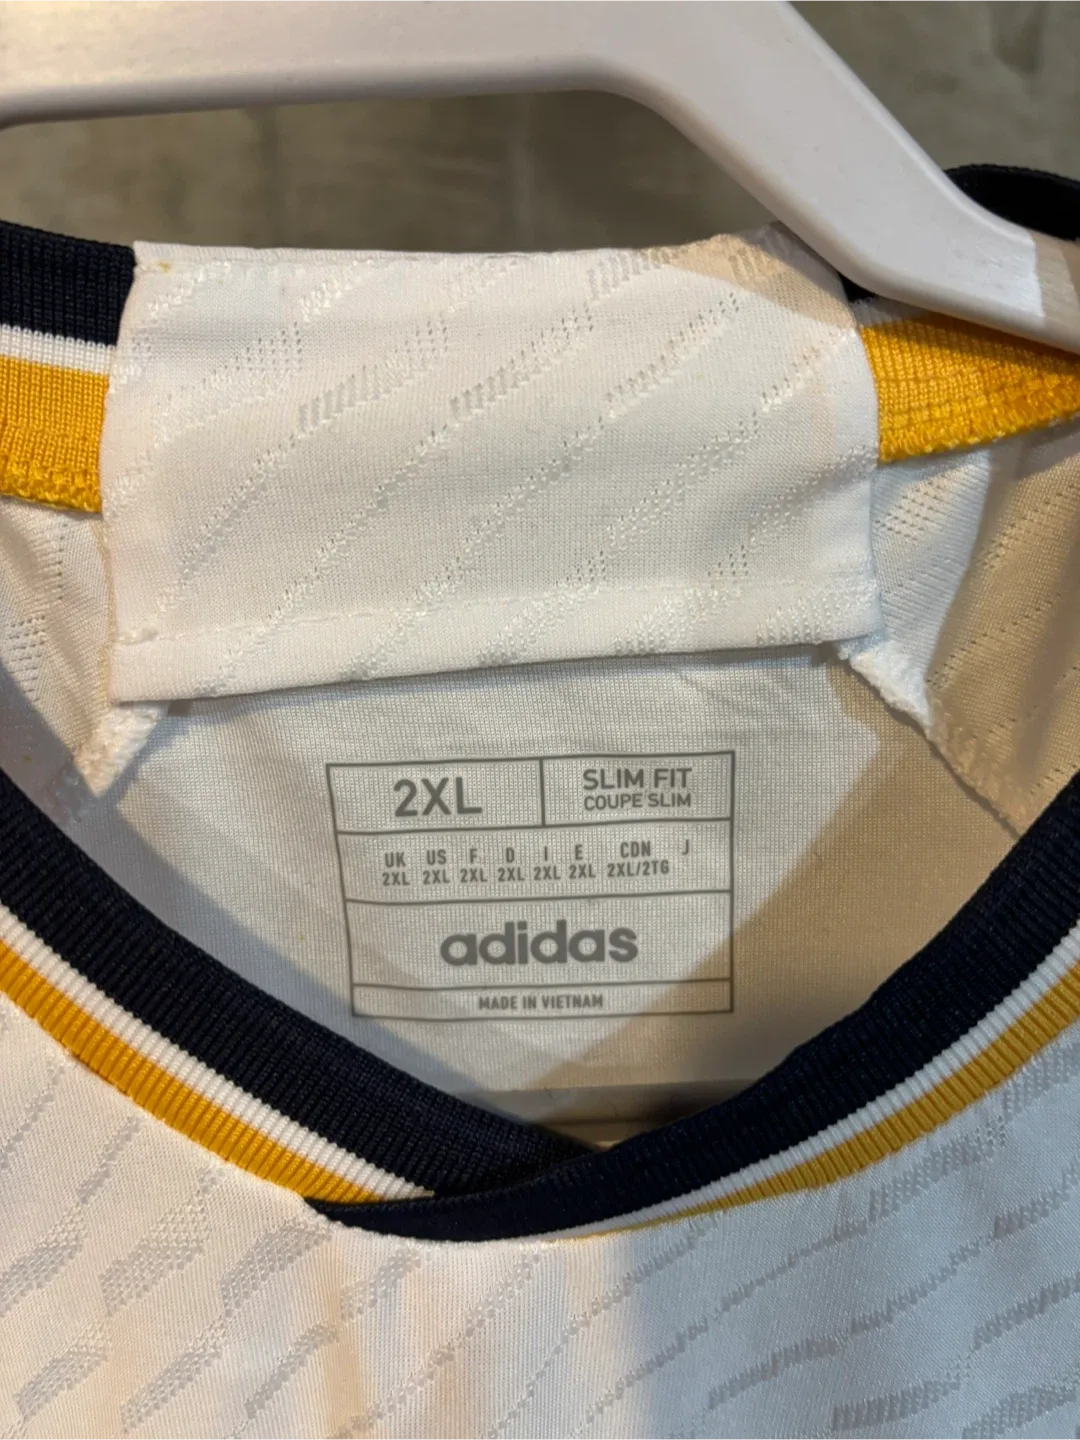 2XL
SLIM FIT
COUPE SLIM
UK US F D I E CDN J
2XL 2XL 2XL 2XL 2XL 2XL 2XL/2TG
adidas
MADE IN VIETNAM